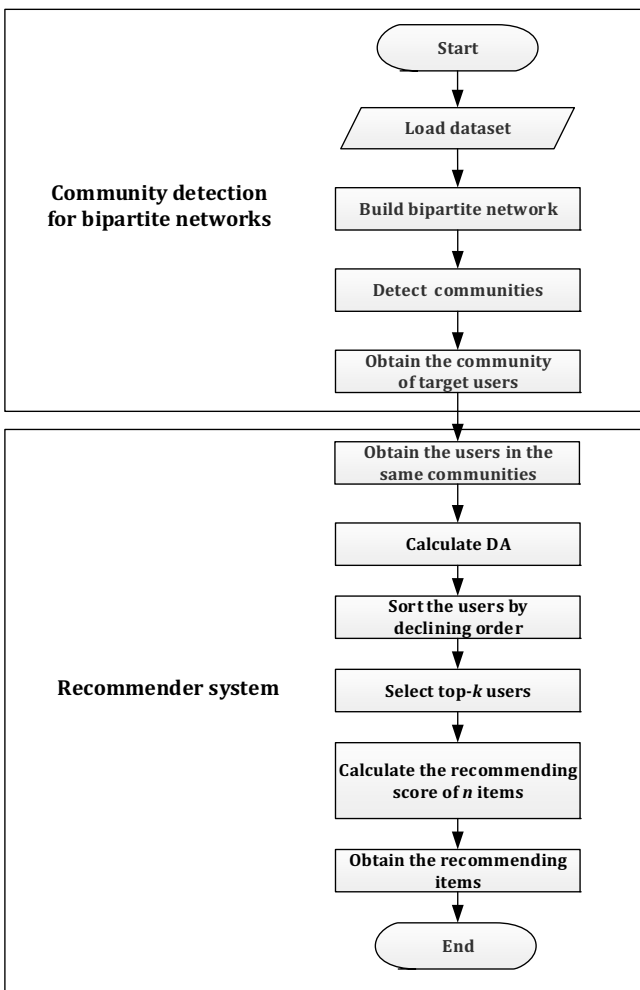 Start
Load dataset
Community detection
for bipartite networks
Build bipartite network
Detect communities
Obtain the community
of target users
Obtain the users in the
same communities
Calculate DA
Sort the users by
declining order
Recommender system
Select top-k users
Calculate the recommending
score of n items
Obtain the recommending
items
End